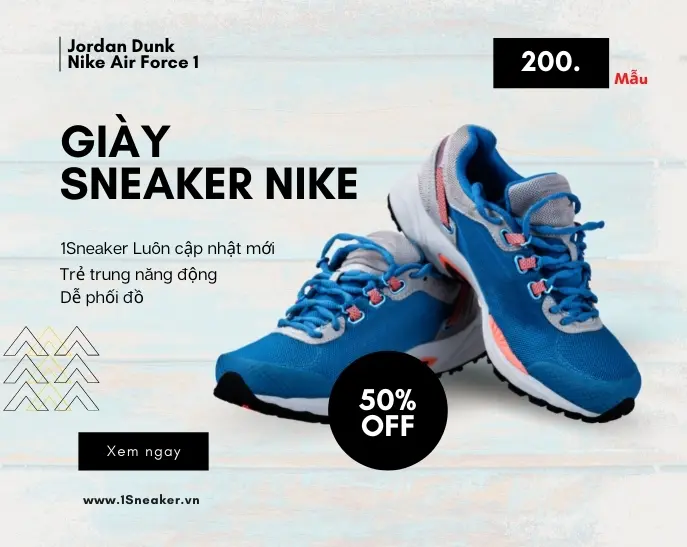 Jordan Dunk
Nike Air Force 1
200.
Mẫu
GIÀY
SNEAKER NIKE
1Sneaker Luôn cập nhật mới
Trẻ trung năng động
Dễ phối đồ
50%
OFF
Xem ngay
www.1Sneaker.vn